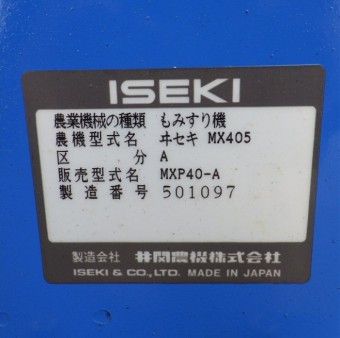 ISEKI
農業機械の種類 もみすり機
農機型式名 ヰセキ MX405
区分 A
販売型式名 MXP40-A
製造番号 501097
製造会社 井関農機株式会社
ISEKI & CO., LTD. MADE IN JAPAN